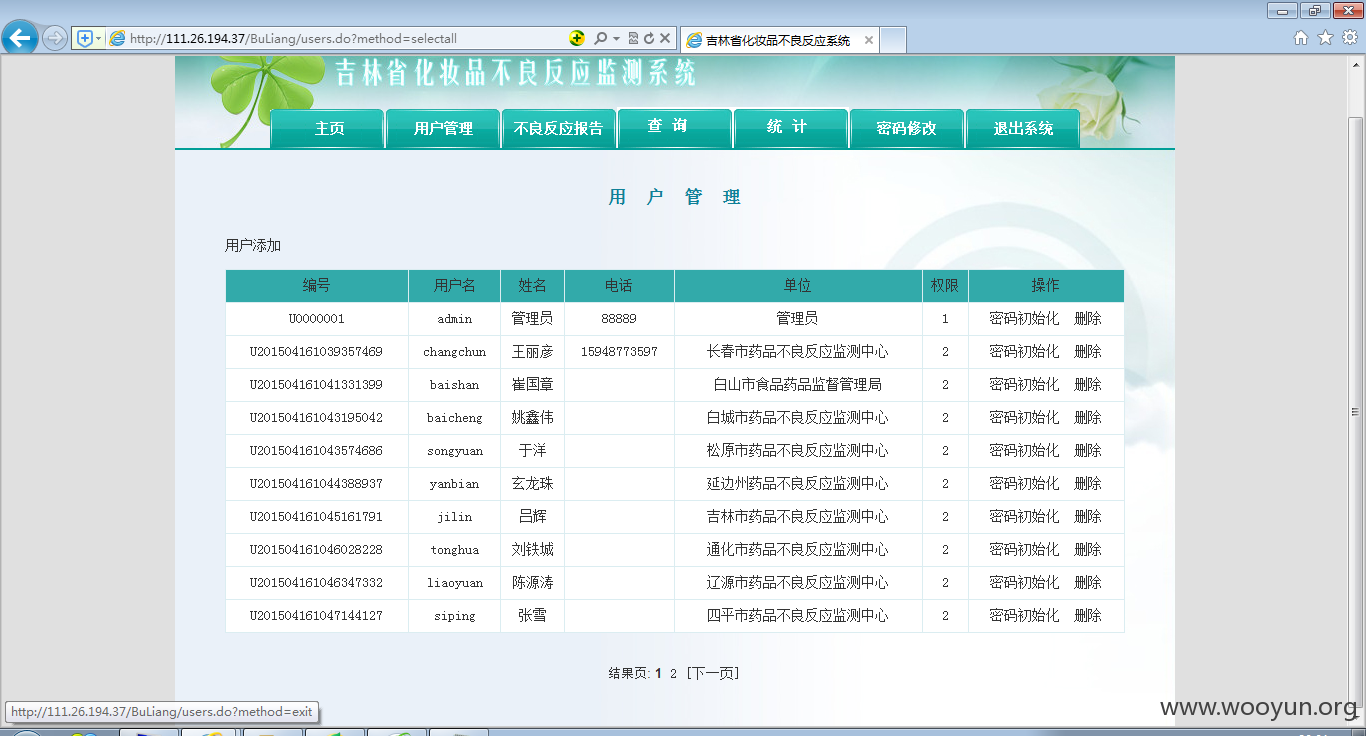 http://111.26.194.37/BuLiang/users.do?method=selectall
吉林省化妆品不良反应系统
吉林省化妆品不良反应监测系统
主页 用户管理 不良反应报告 查 询 统 计 密码修改 退出系统
用 户 管 理
用户添加
编号 用户名 姓名 电话 单位 权限 操作
U0000001 admin 管理员 88889 管理员 1 密码初始化 删除
U201504161039357469 changchun 王丽彦 15948773597 长春市药品不良反应监测中心 2 密码初始化 删除
U201504161041331399 baishan 崔国章 白山市食品药品监督管理局 2 密码初始化 删除
U201504161043195042 baicheng 姚鑫伟 白城市药品不良反应监测中心 2 密码初始化 删除
U201504161043574686 songyuan 于洋 松原市药品不良反应监测中心 2 密码初始化 删除
U201504161044388937 yanbian 玄龙珠 延边州药品不良反应监测中心 2 密码初始化 删除
U201504161045161791 jilin 吕辉 吉林市药品不良反应监测中心 2 密码初始化 删除
U201504161046028228 tonghua 刘铁城 通化市药品不良反应监测中心 2 密码初始化 删除
U201504161046347332 liaoyuan 陈源涛 辽源市药品不良反应监测中心 2 密码初始化 删除
U201504161047144127 siping 张雪 四平市药品不良反应监测中心 2 密码初始化 删除
结果页: 1 2 [下一页]
http://111.26.194.37/BuLiang/users.do?method=exit
www.wooyun.org